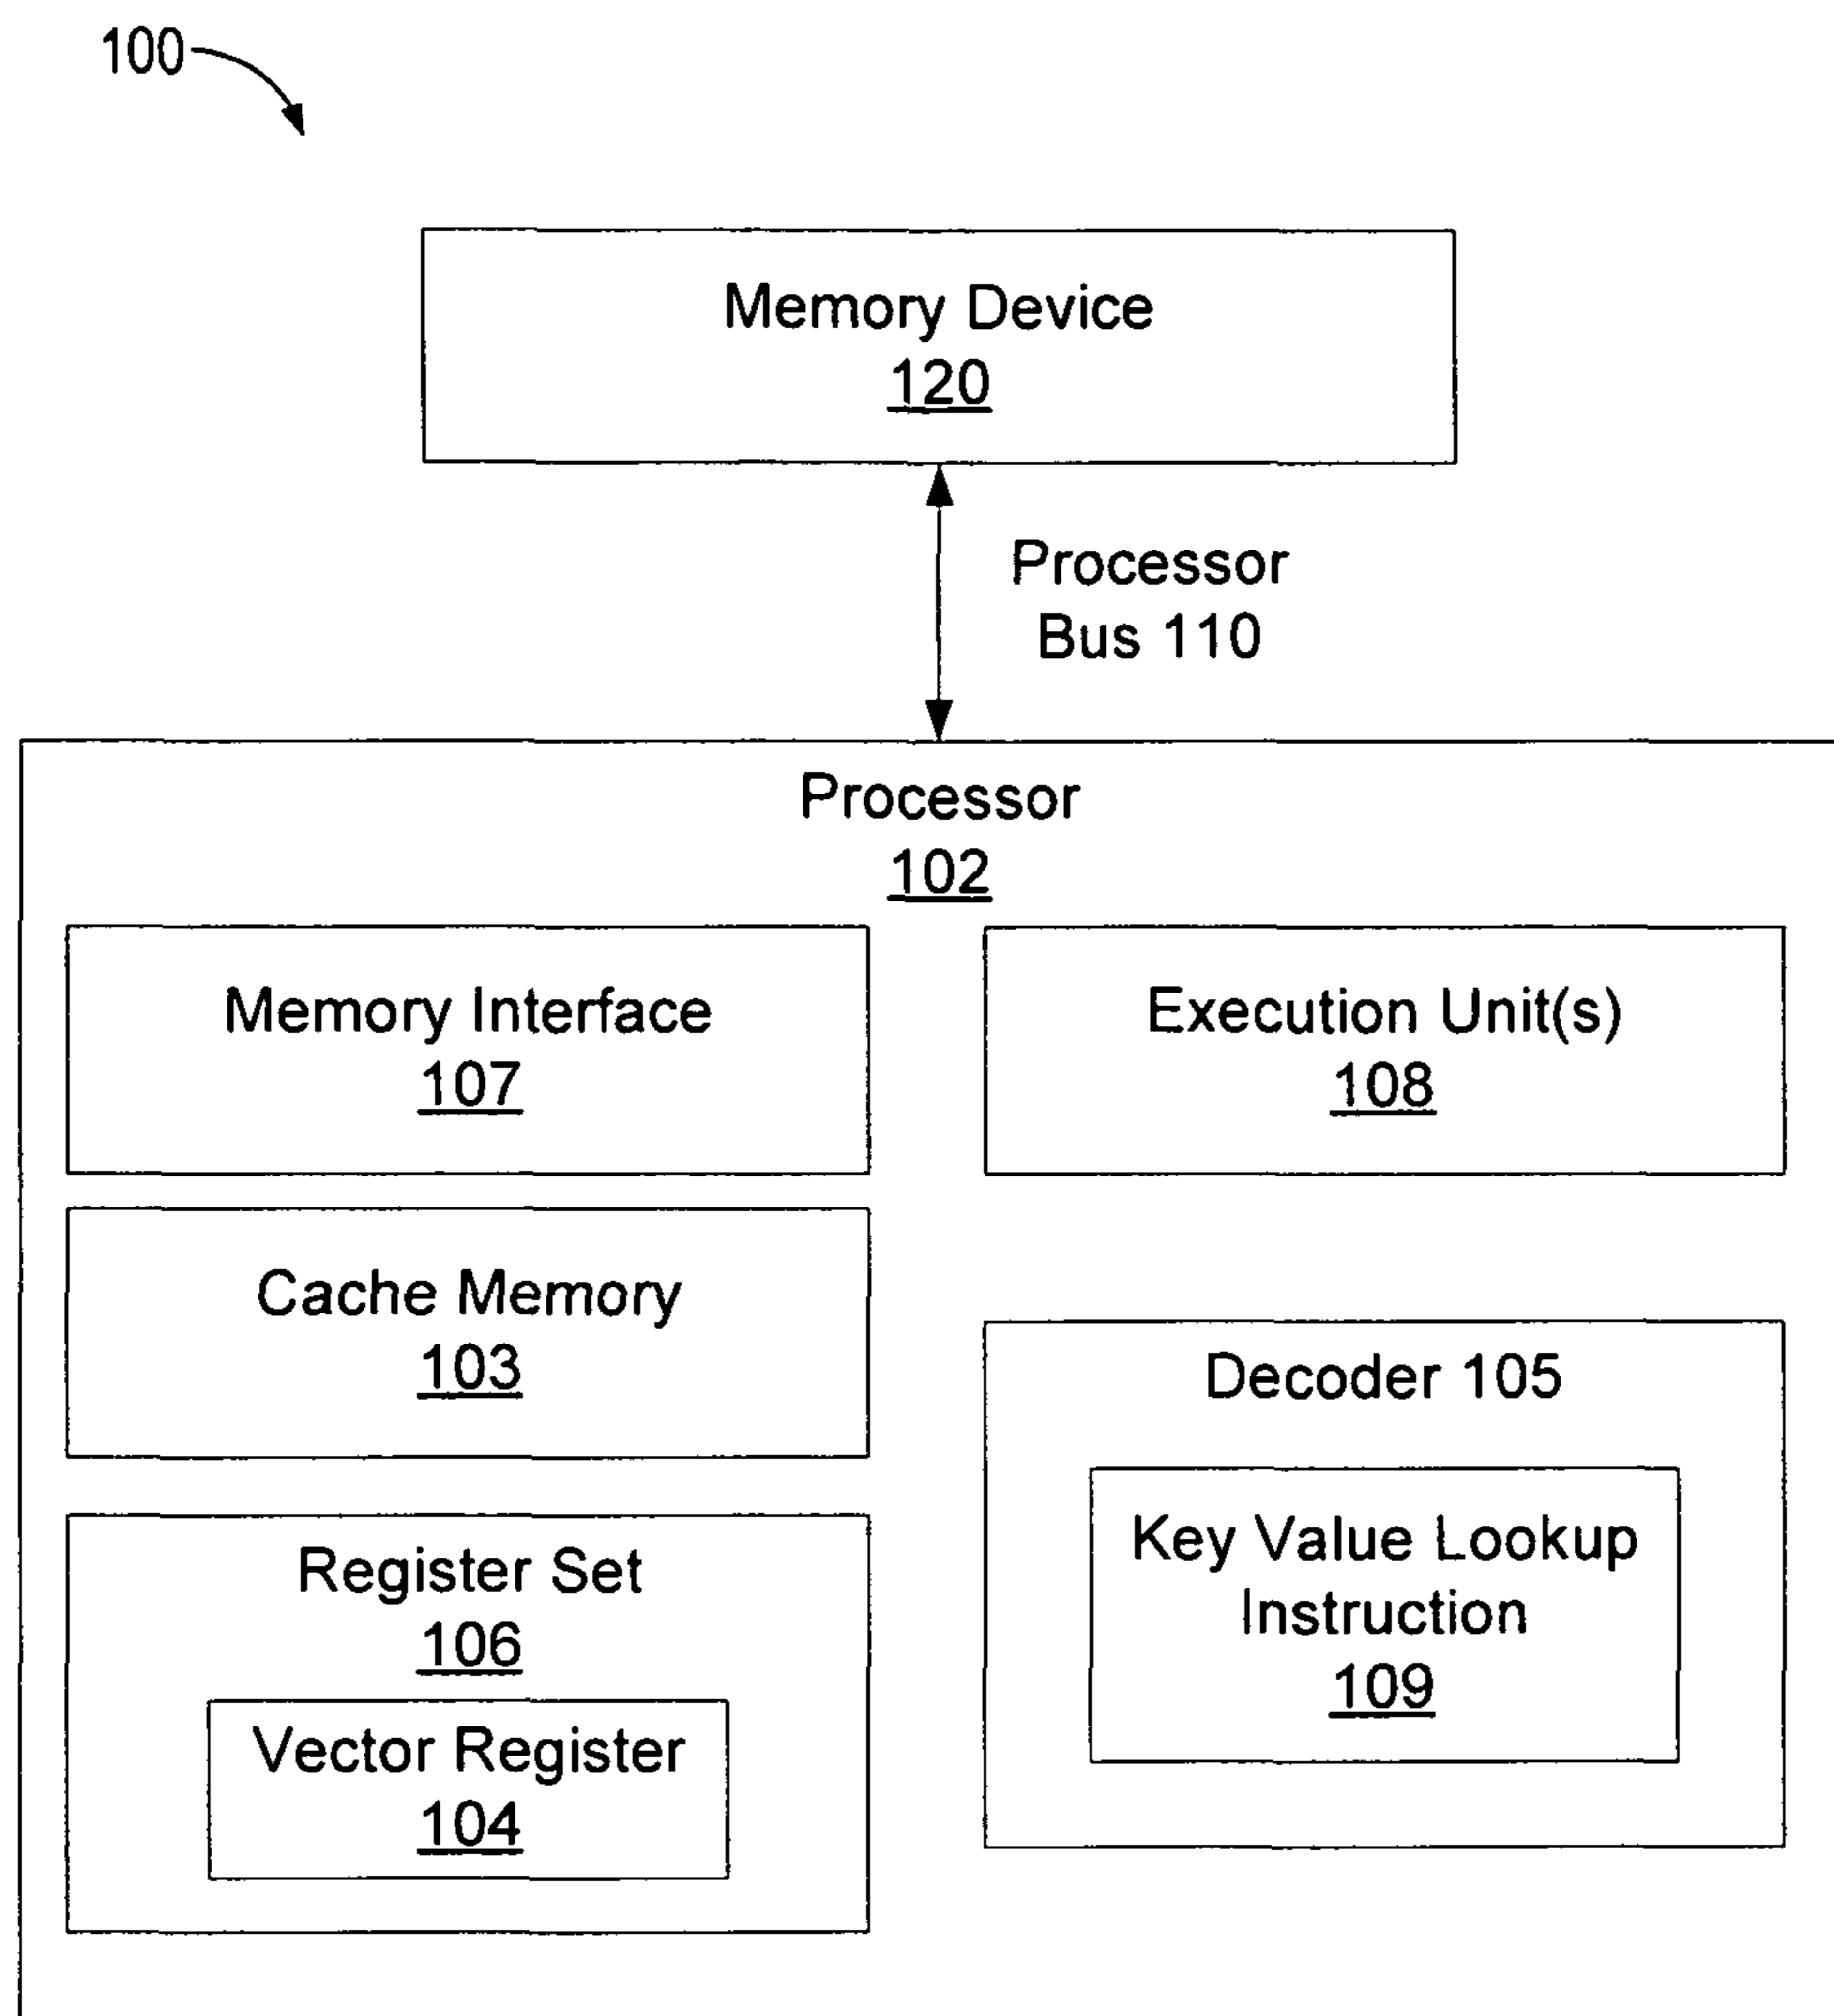 100
Memory Device
120
Processor
Bus 110
Processor
102
Memory Interface
107
Execution Unit(s)
108
Cache Memory
103
Decoder 105
Key Value Lookup
Instruction
109
Register Set
106
Vector Register
104